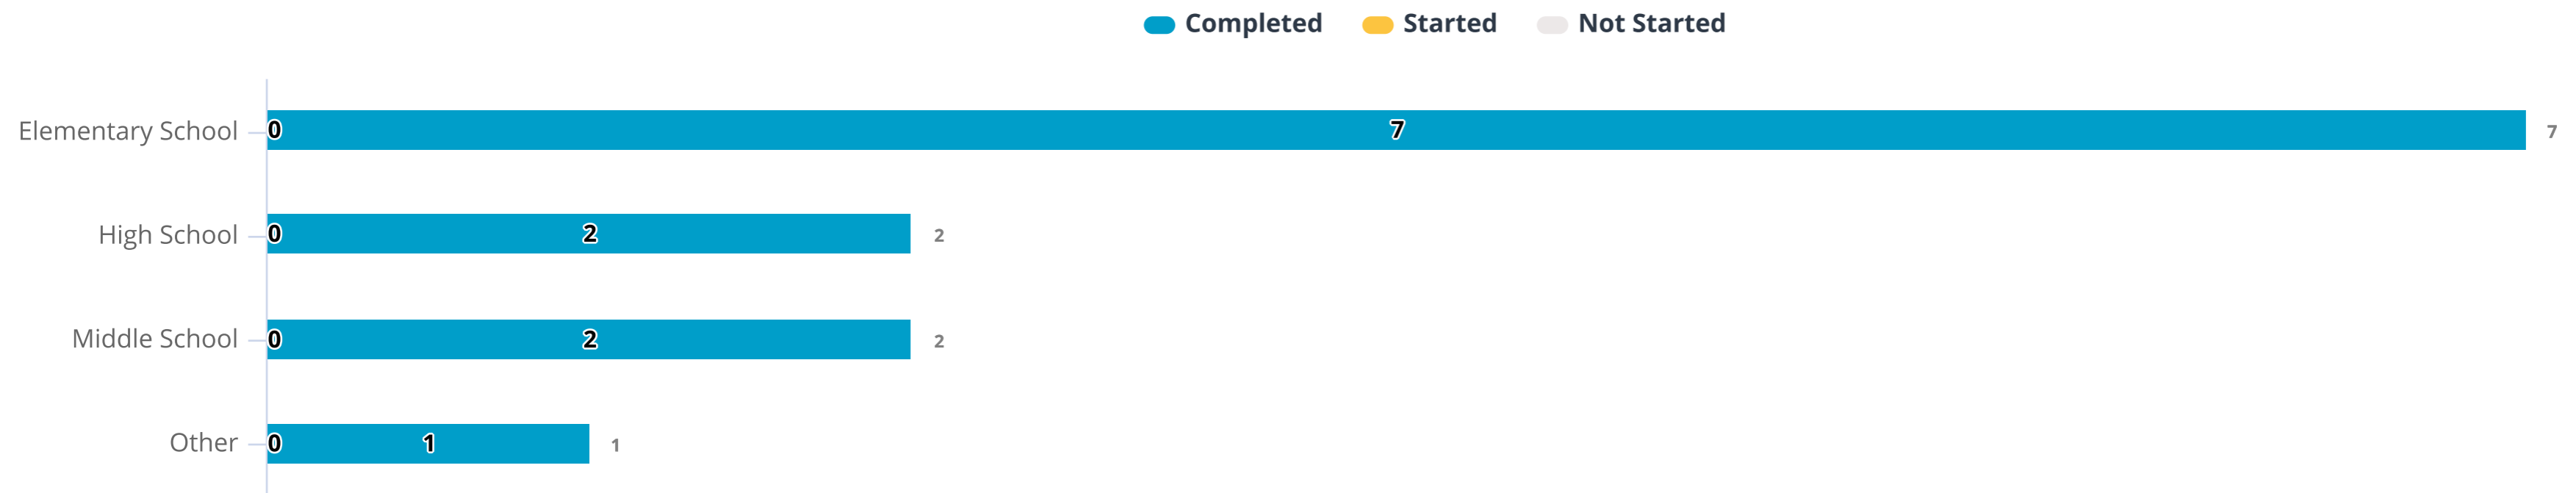 Completed Started Not Started
Elementary School 0 7 7
High School 0 2 2
Middle School 0 2 2
Other 0 1 1